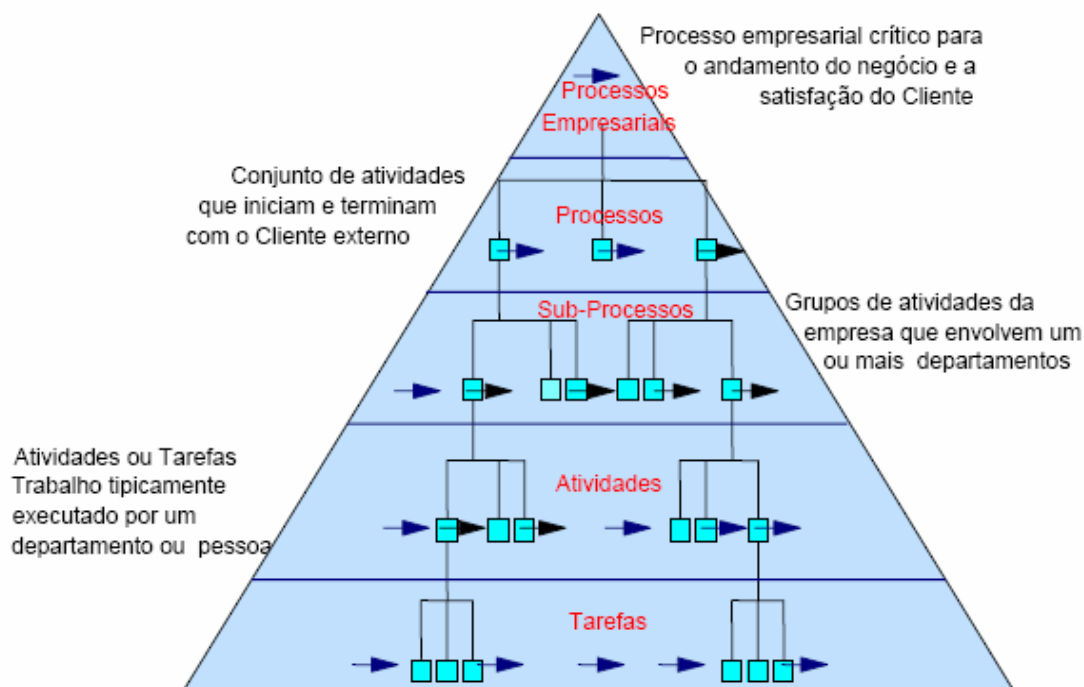 Processo empresarial crítico para
o andamento do negócio e a
satisfação do Cliente
Processos
Empresariais
Conjunto de atividades
que iniciam e terminam
com o Cliente externo
Processos
Sub-Processos
Grupos de atividades da
empresa que envolvem um
ou mais departamentos
Atividades ou Tarefas
Trabalho tipicamente
executado por um
departamento ou pessoa
Atividades
Tarefas